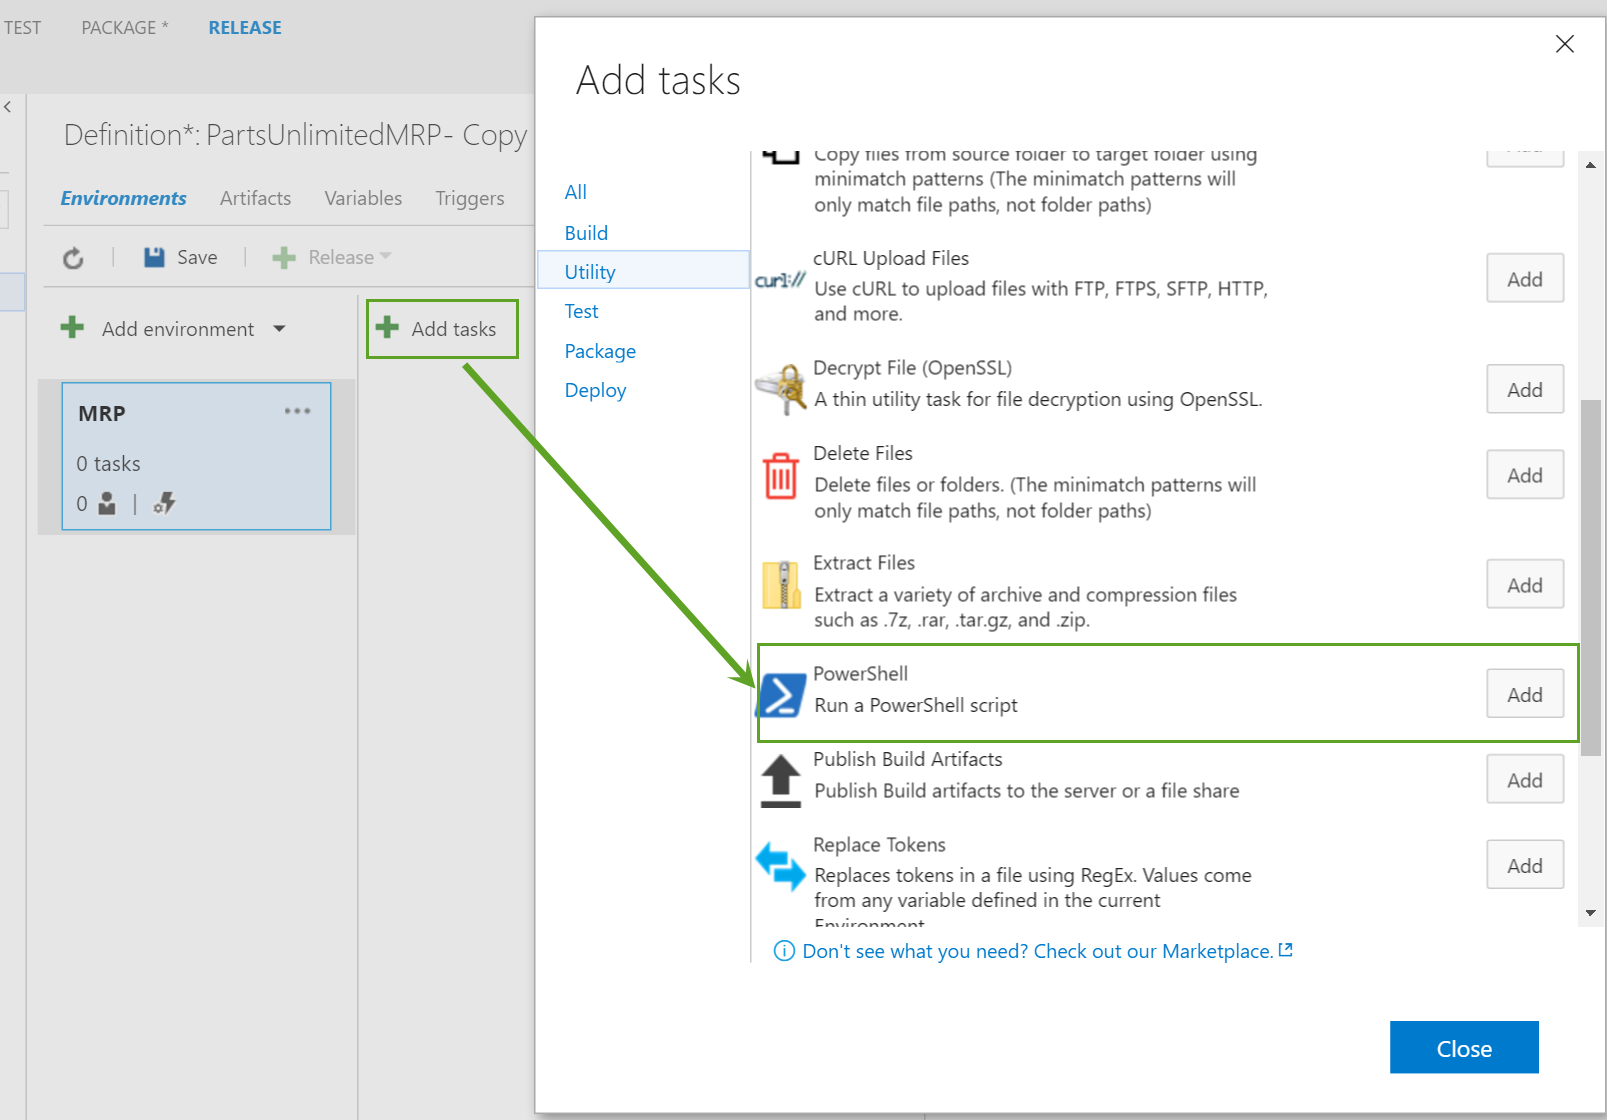 TEST
PACKAGE *
RELEASE
Definition*: PartsUnlimitedMRP- Copy
Environments
Artifacts
Variables
Triggers
Save
Release
Add environment
Add tasks
MRP
0 tasks
0
Add tasks
All
Build
Utility
Test
Package
Deploy
Copy files from source folder to target folder using
minimatch patterns (The minimatch patterns will
only match file paths, not folder paths)
Add
cURL Upload Files
curl://
Use cURL to upload files with FTP, FTPS, SFTP, HTTP,
and more.
Add
Decrypt File (OpenSSL)
A thin utility task for file decryption using OpenSSL.
Add
Delete Files
Delete files or folders. (The minimatch patterns will
only match file paths, not folder paths)
Add
Extract Files
Extract a variety of archive and compression files
such as .7z, .rar, .tar.gz, and .zip.
Add
PowerShell
Run a PowerShell script
Add
Publish Build Artifacts
Publish Build artifacts to the server or a file share
Add
Replace Tokens
Replaces tokens in a file using RegEx. Values come
from any variable defined in the current
Environment
Add
Don't see what you need? Check out our Marketplace.
Close